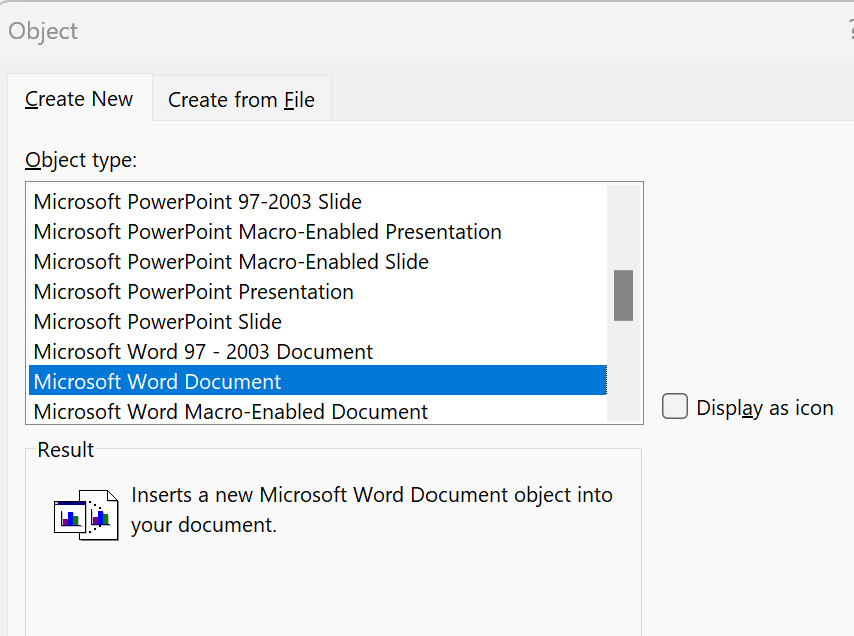 Object
?
Create New
Create from File
Object type:
Microsoft PowerPoint 97-2003 Slide
Microsoft PowerPoint Macro-Enabled Presentation
Microsoft PowerPoint Macro-Enabled Slide
Microsoft PowerPoint Presentation
Microsoft PowerPoint Slide
Microsoft Word 97 - 2003 Document
Microsoft Word Document
Microsoft Word Macro-Enabled Document
Display as icon
Result
Inserts a new Microsoft Word Document object into
your document.